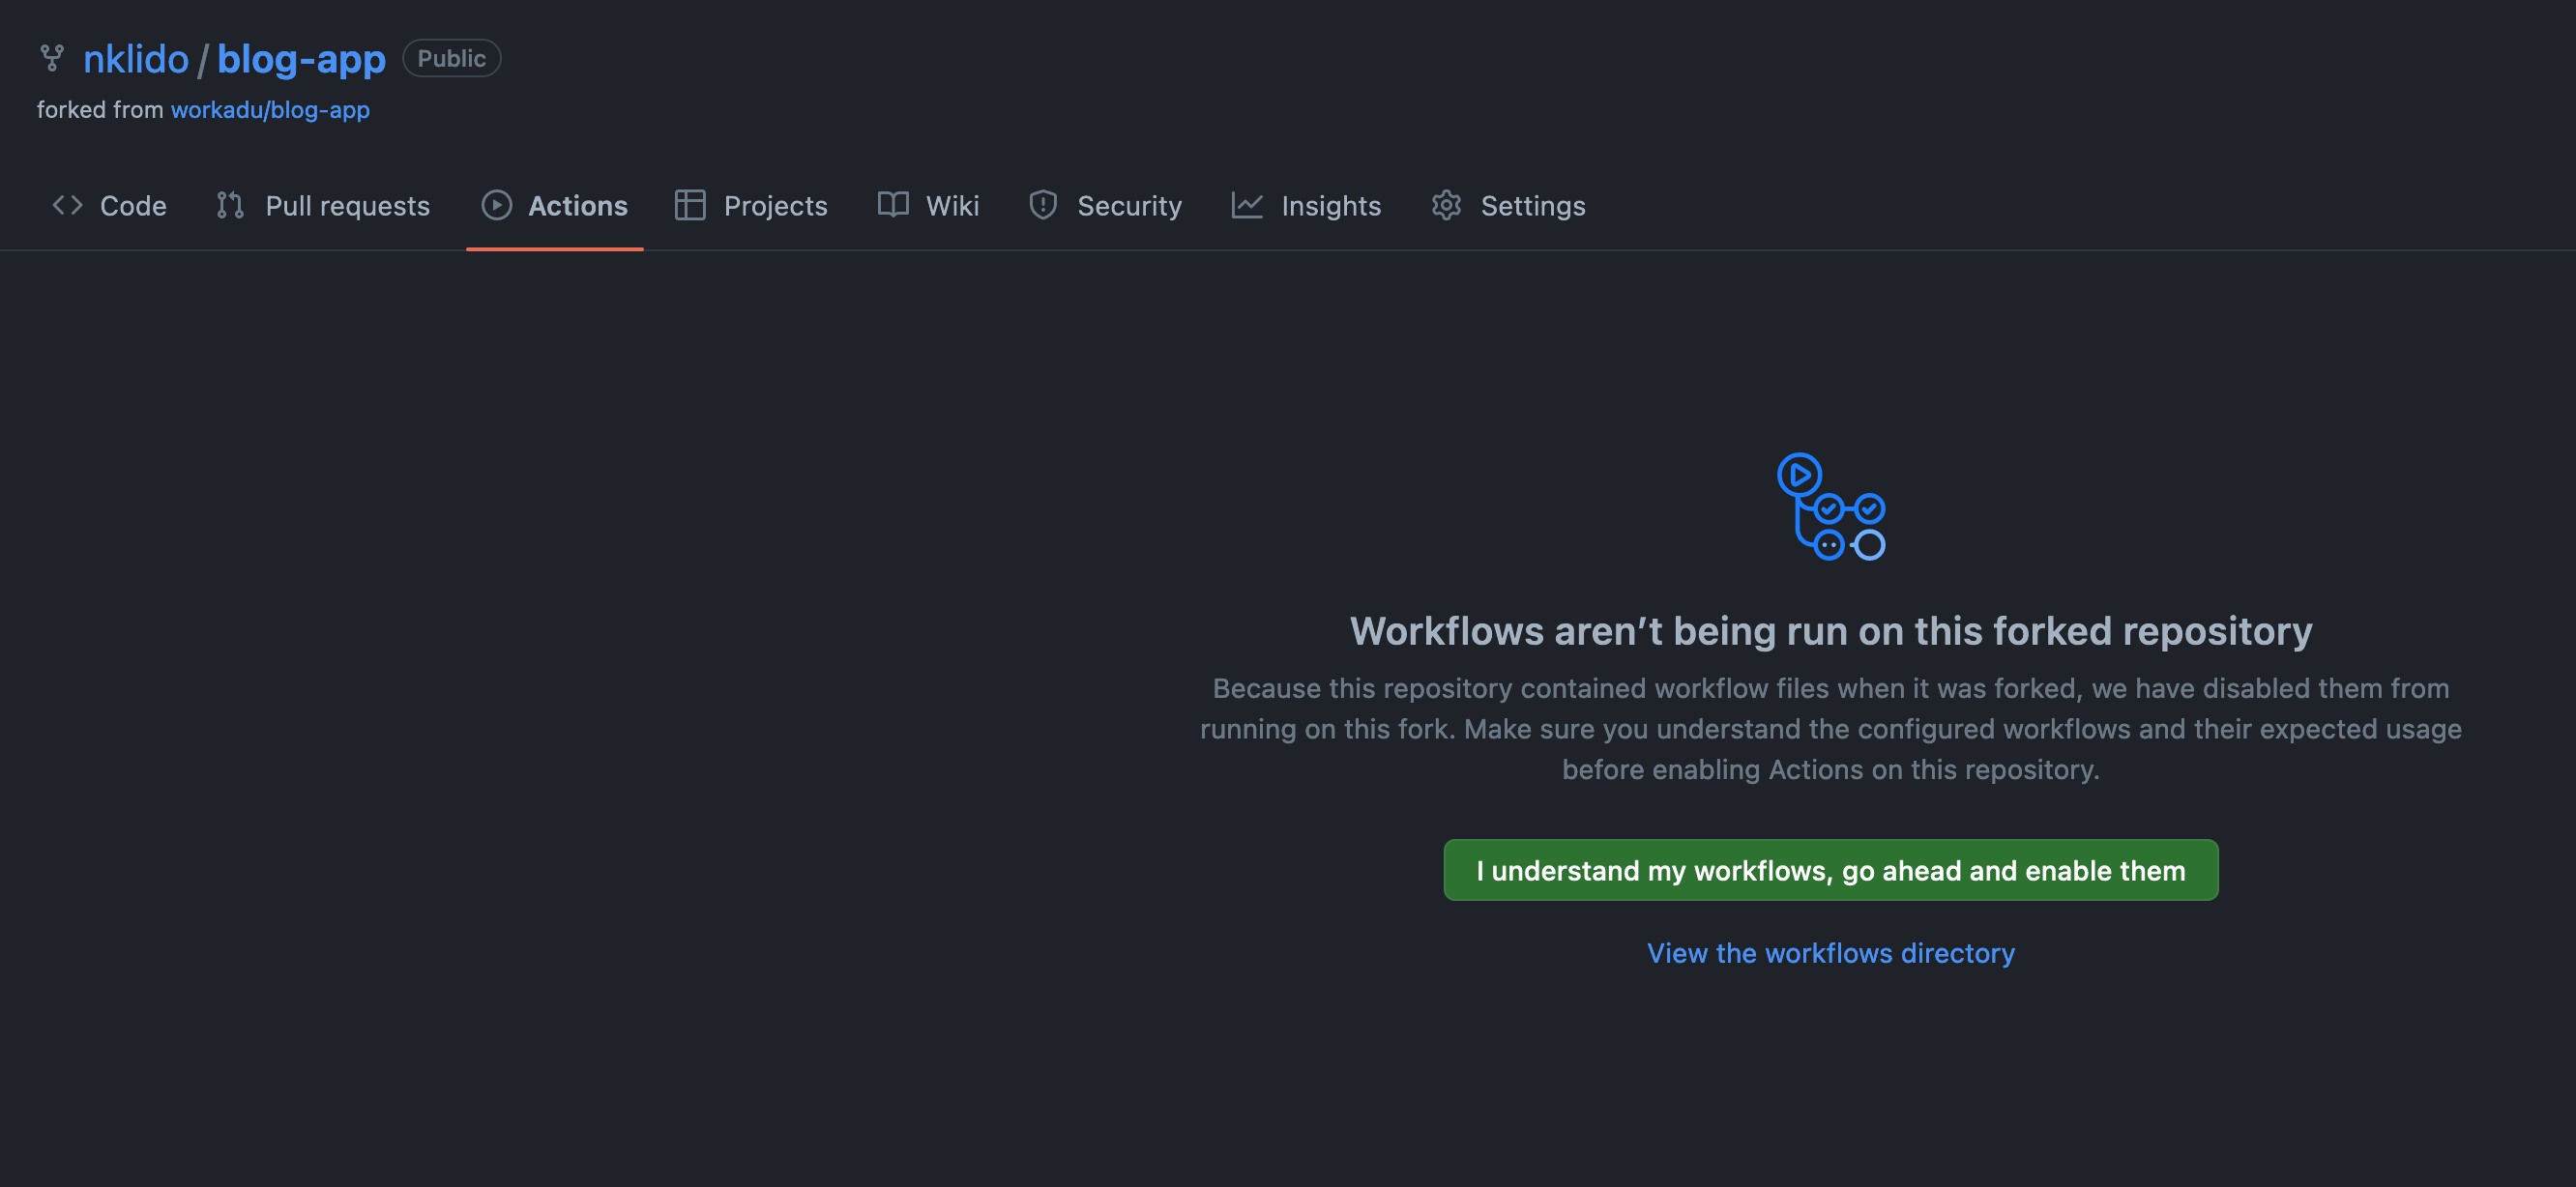 nklido / blog-app Public
forked from workadu/blog-app
Code Pull requests Actions Projects Wiki Security Insights Settings
Workflows aren’t being run on this forked repository
Because this repository contained workflow files when it was forked, we have disabled them from
running on this fork. Make sure you understand the configured workflows and their expected usage
before enabling Actions on this repository.
I understand my workflows, go ahead and enable them
View the workflows directory